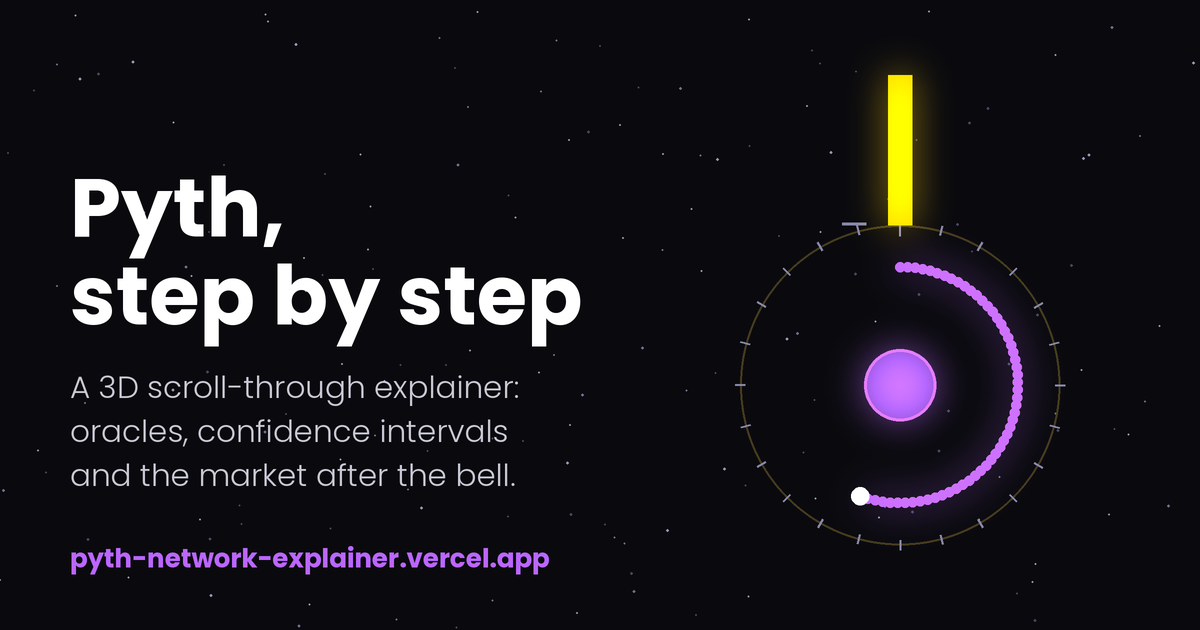 Pyth,
step by step
A 3D scroll-through explainer:
oracles, confidence intervals
and the market after the bell.
pyth-network-explainer.vercel.app